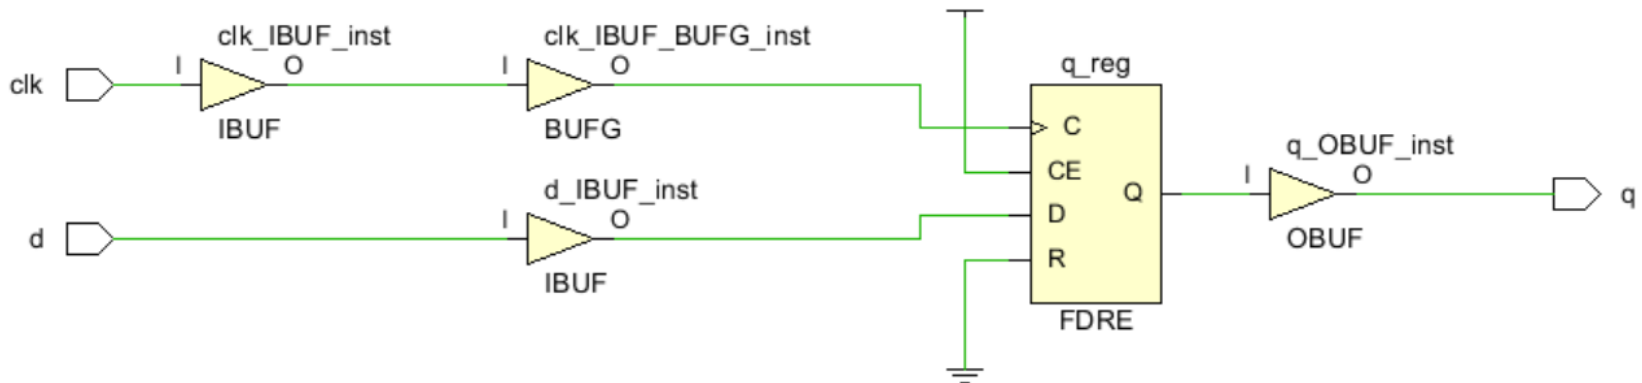 clk
I
clk_IBUF_inst
O
IBUF
I
clk_IBUF_BUFG_inst
O
BUFG
d
I
d_IBUF_inst
O
IBUF
q_reg
C
CE
D
R
Q
FDRE
I
q_OBUF_inst
O
OBUF
q